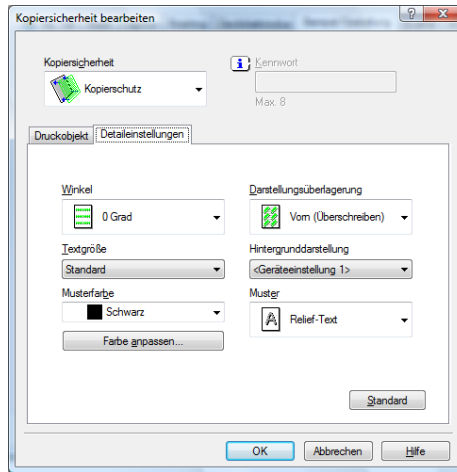 Kopiersicherheit bearbeiten
Kopiersicherheit
Kopierschutz
Kennwort
Max. 8
Druckobjekt
Detaileinstellungen
Winkel
0 Grad
Darstellungsüberlagerung
Vorn (Überschreiben)
Textgröße
Standard
Hintergrunddarstellung
<Geräteeinstellung 1>
Musterfarbe
Schwarz
Muster
Relief-Text
Farbe anpassen...
Standard
OK
Abbrechen
Hilfe